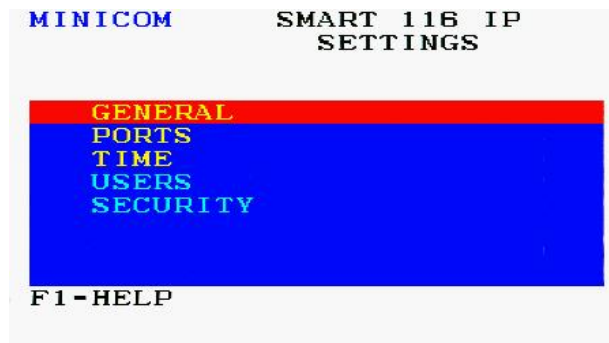 MINICOM SMART 116 IP
SETTINGS
GENERAL
PORTS
TIME
USERS
SECURITY
F1-HELP